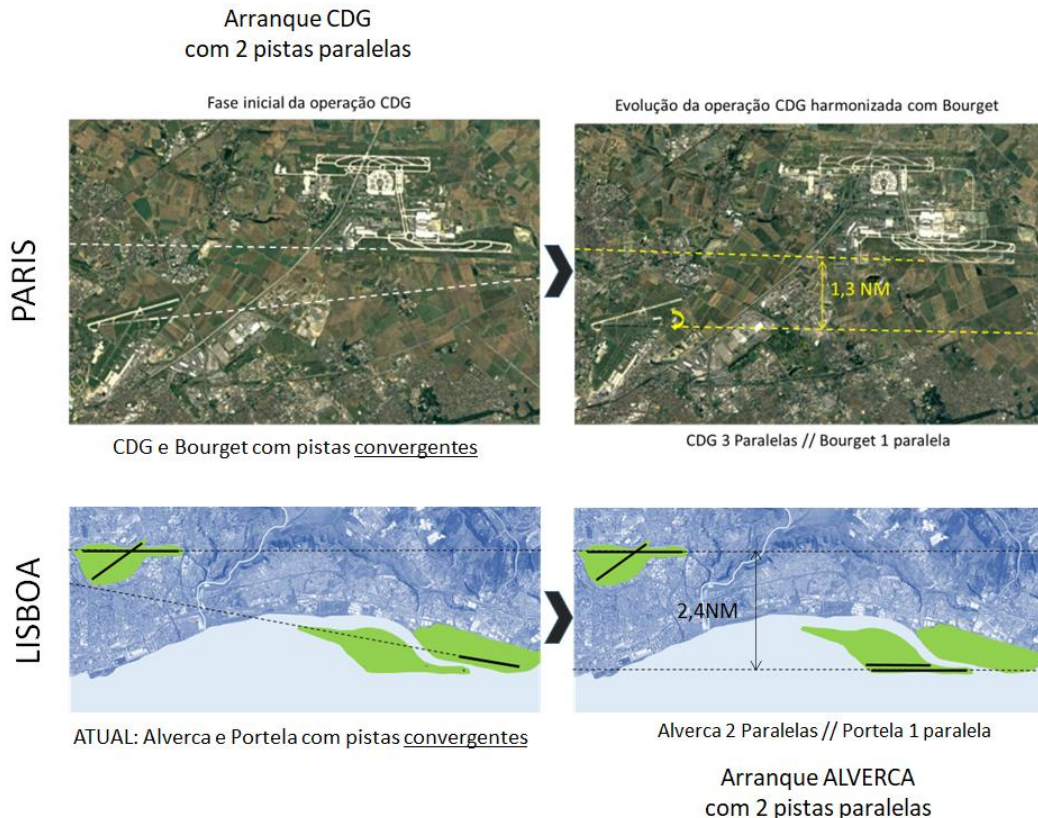 Arranque CDG
com 2 pistas paralelas
Fase inicial da operação CDG
Evolução da operação CDG harmonizada com Bourget
PARIS
1,3 NM
CDG e Bourget com pistas convergentes
CDG 3 Paralelas // Bourget 1 paralela
LISBOA
2,4NM
ATUAL: Alverca e Portela com pistas convergentes
Alverca 2 Paralelas // Portela 1 paralela
Arranque ALVERCA
com 2 pistas paralelas